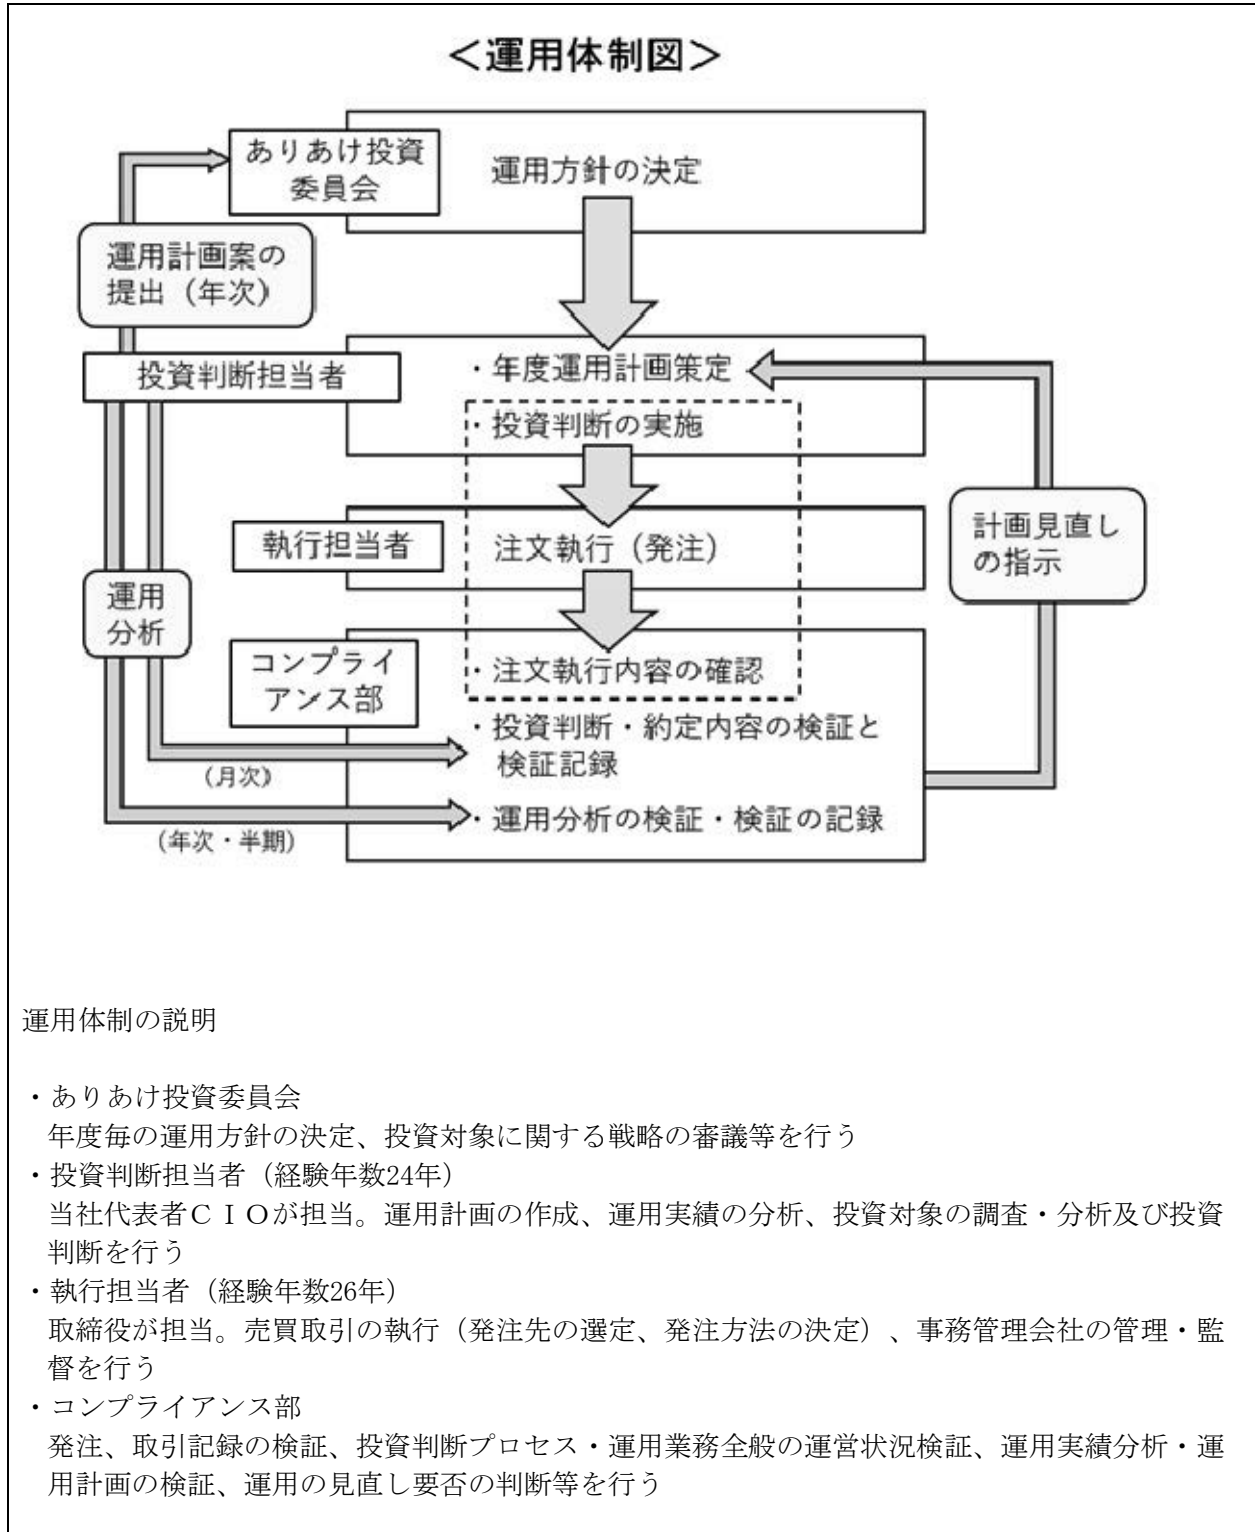 ＜運用体制図＞
ありあけ投資
委員会
運用方針の決定
運用計画案の
提出（年次）
投資判断担当者
・年度運用計画策定
・投資判断の実施
執行担当者
注文執行（発注）
計画見直し
の指示
運用
分析
コンプライ
アンス部
・注文執行内容の確認
・投資判断・約定内容の検証と
検証記録
（月次）
・運用分析の検証・検証の記録
（年次・半期）
運用体制の説明
・ありあけ投資委員会
年度毎の運用方針の決定、投資対象に関する戦略の審議等を行う
・投資判断担当者（経験年数24年）
当社代表者ＣＩＯが担当。運用計画の作成、運用実績の分析、投資対象の調査・分析及び投資
判断を行う
・執行担当者（経験年数26年）
取締役が担当。売買取引の執行（発注先の選定、発注方法の決定）、事務管理会社の管理・監
督を行う
・コンプライアンス部
発注、取引記録の検証、投資判断プロセス・運用業務全般の運営状況検証、運用実績分析・運
用計画の検証、運用の見直し要否の判断等を行う